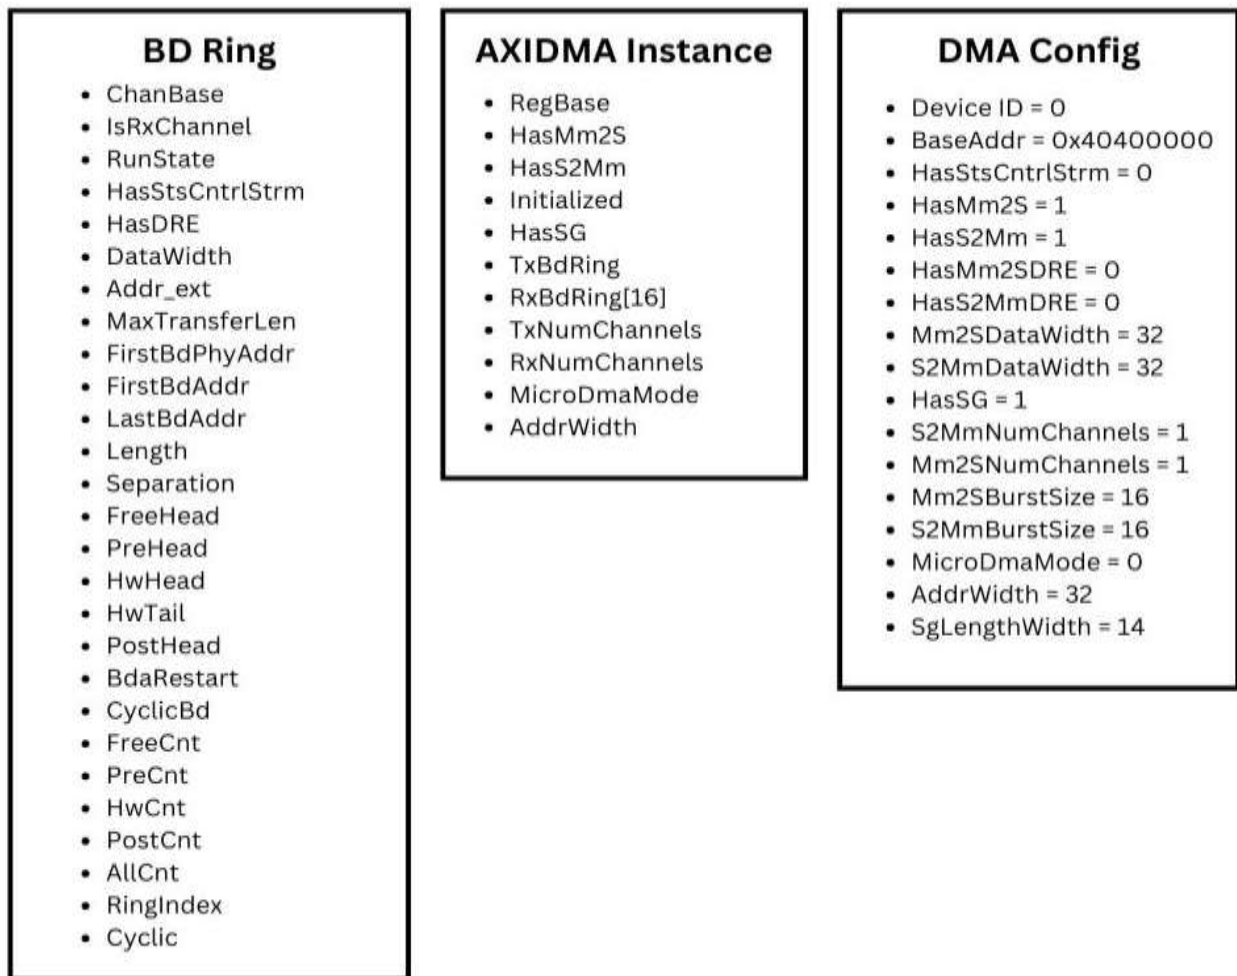 BD Ring
ChanBase
IsRxChannel
RunState
HasStsCntrlStrm
HasDRE
DataWidth
Addr_ext
MaxTransferLen
FirstBdPhyAddr
FirstBdAddr
LastBdAddr
Length
Separation
FreeHead
PreHead
HwHead
HwTail
PostHead
BdaRestart
CyclicBd
FreeCnt
PreCnt
HwCnt
PostCnt
AllCnt
RingIndex
Cyclic
AXIDMA Instance
RegBase
HasMm2S
HasS2Mm
Initialized
HasSG
TxBdRing
RxBdRing[16]
TxNumChannels
RxNumChannels
MicroDmaMode
AddrWidth
DMA Config
Device ID = 0
BaseAddr = 0x40400000
HasStsCntrlStrm = 0
HasMm2S = 1
HasS2Mm = 1
HasMm2SDRE = 0
HasS2MmDRE = 0
Mm2SDataWidth = 32
S2MmDataWidth = 32
HasSG = 1
S2MmNumChannels = 1
Mm2SNumChannels = 1
Mm2SBurstSize = 16
S2MmBurstSize = 16
MicroDmaMode = 0
AddrWidth = 32
SgLengthWidth = 14